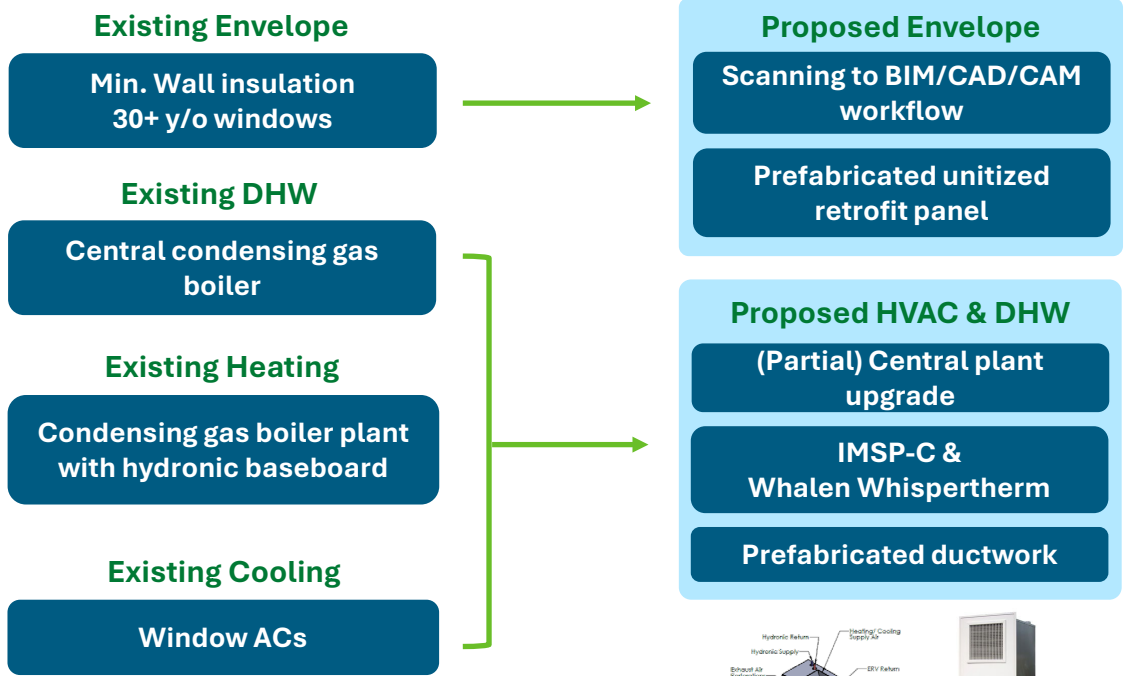 Existing Envelope
Min. Wall insulation
30+ y/o windows
Existing DHW
Central condensing gas
boiler
Existing Heating
Condensing gas boiler plant
with hydronic baseboard
Existing Cooling
Window ACs
Proposed Envelope
Scanning to BIM/CAD/CAM
workflow
Prefabricated unitized
retrofit panel
Proposed HVAC & DHW
(Partial) Central plant
upgrade
IMSP-C &
Whalen Whispertherm
Prefabricated ductwork
Hydronic Return
Heating/ Cooling
Supply Air
Hydronic Supply
Exhaust Air
ERV Return